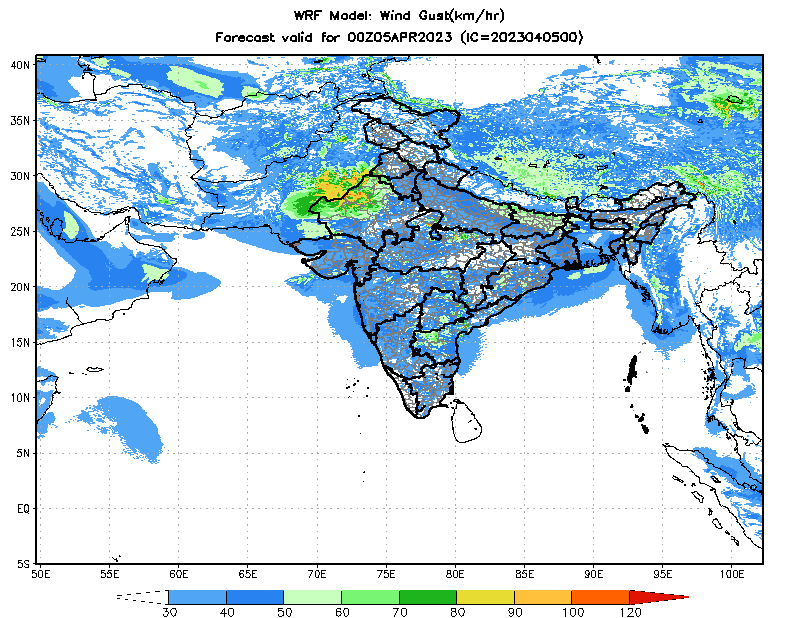 WRF Model: Wind Gust(km/hr)
Forecast valid for 00Z05APR2023 (IC=2023040500)
40N
35N
30N
25N
20N
15N
10N
5N
EQ
5S
50E 55E 60E 65E 70E 75E 80E 85E 90E 95E 100E
30 40 50 60 70 80 90 100 120